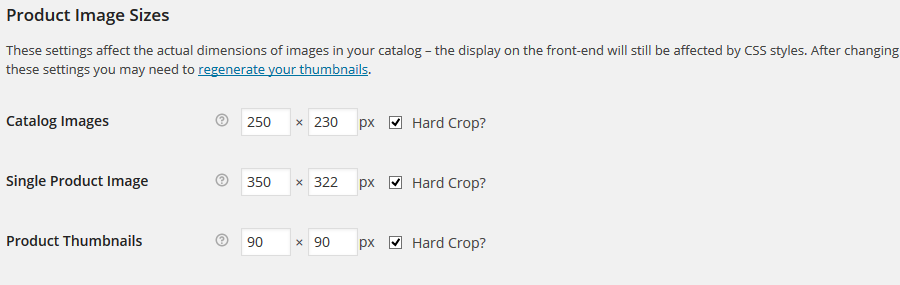 Product Image Sizes
These settings affect the actual dimensions of images in your catalog – the display on the front-end will still be affected by CSS styles. After changing
these settings you may need to regenerate your thumbnails.
Catalog Images ? 250 × 230 px Hard Crop?
Single Product Image ? 350 × 322 px Hard Crop?
Product Thumbnails ? 90 × 90 px Hard Crop?